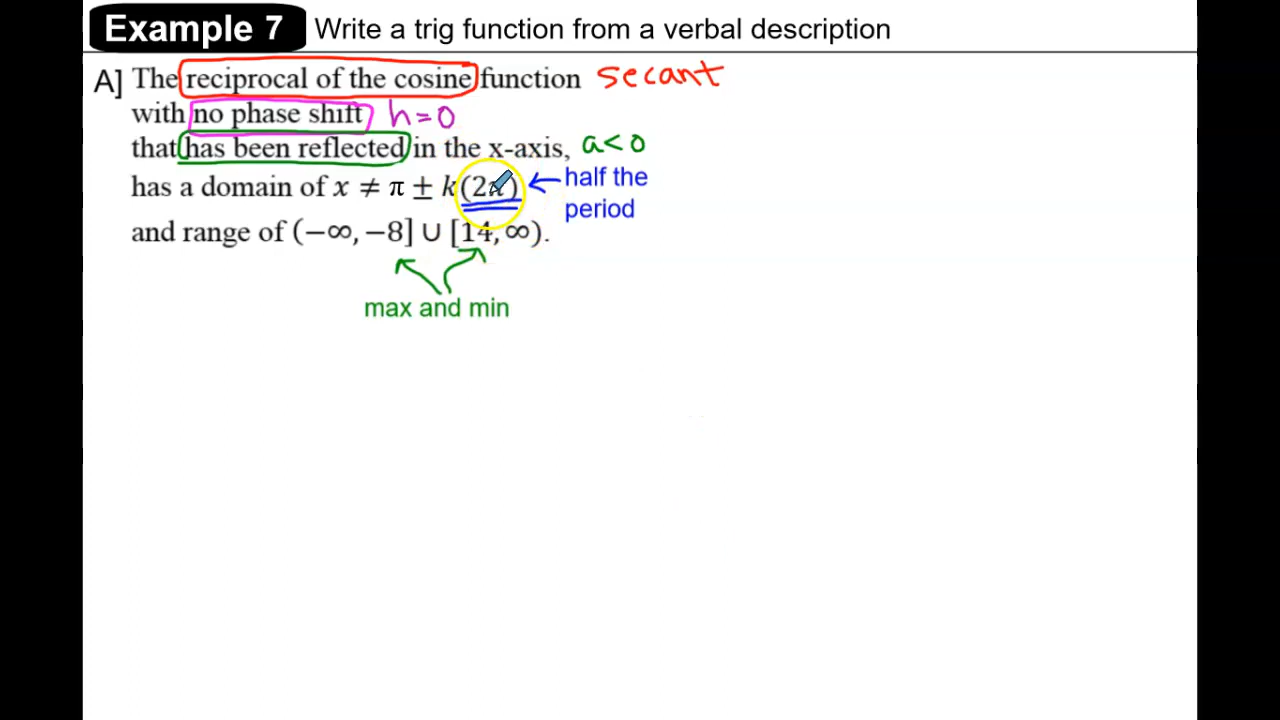 Example 7 Write a trig function from a verbal description
A] The reciprocal of the cosine function secant
with no phase shift h=0
that has been reflected in the x-axis, a<0
has a domain of x ≠ π ± k(2π) ← half the
period
and range of (−∞, −8] ∪ [14, ∞).
max and min